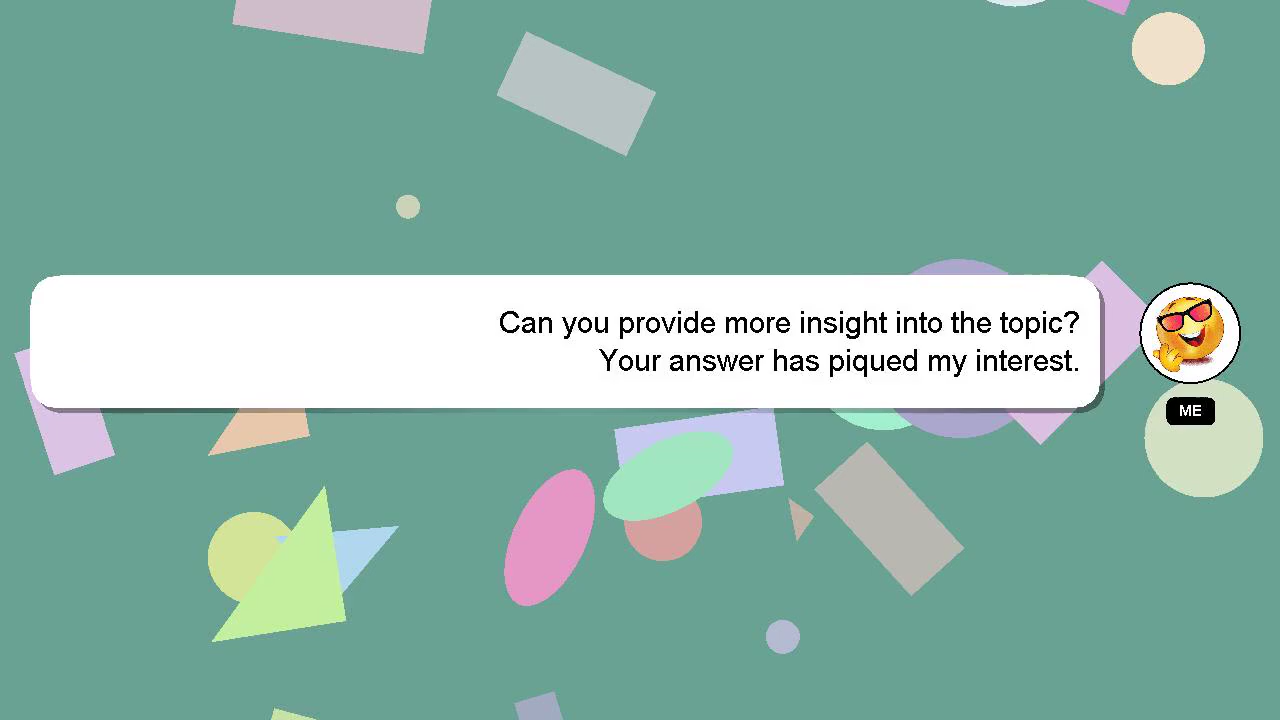 Can you provide more insight into the topic?
Your answer has piqued my interest.
ME